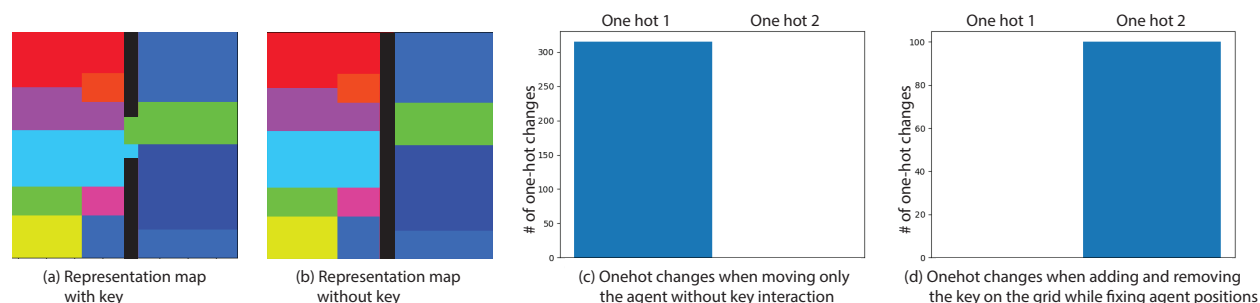 One hot 1 One hot 2
# of one-hot changes
300
250
200
150
100
50
0
One hot 1 One hot 2
# of one-hot changes
100
80
60
40
20
0
(a) Representation map
with key
(b) Representation map
without key
(c) Onehot changes when moving only
the agent without key interaction
(d) Onehot changes when adding and removing
the key on the grid while fixing agent positions